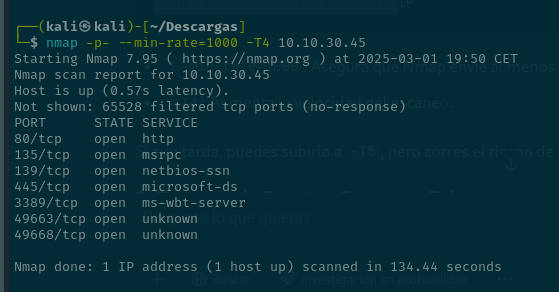 ┌──(kali㉿kali)-[~/Descargas]
└─$ nmap -p- --min-rate=1000 -T4 10.10.30.45
Starting Nmap 7.95 ( https://nmap.org ) at 2025-03-01 19:50 CET
Nmap scan report for 10.10.30.45
Host is up (0.57s latency).
Not shown: 65528 filtered tcp ports (no-response)
PORT      STATE SERVICE
80/tcp    open  http
135/tcp   open  msrpc
139/tcp   open  netbios-ssn
445/tcp   open  microsoft-ds
3389/tcp  open  ms-wbt-server
49663/tcp open  unknown
49668/tcp open  unknown
Nmap done: 1 IP address (1 host up) scanned in 134.44 seconds